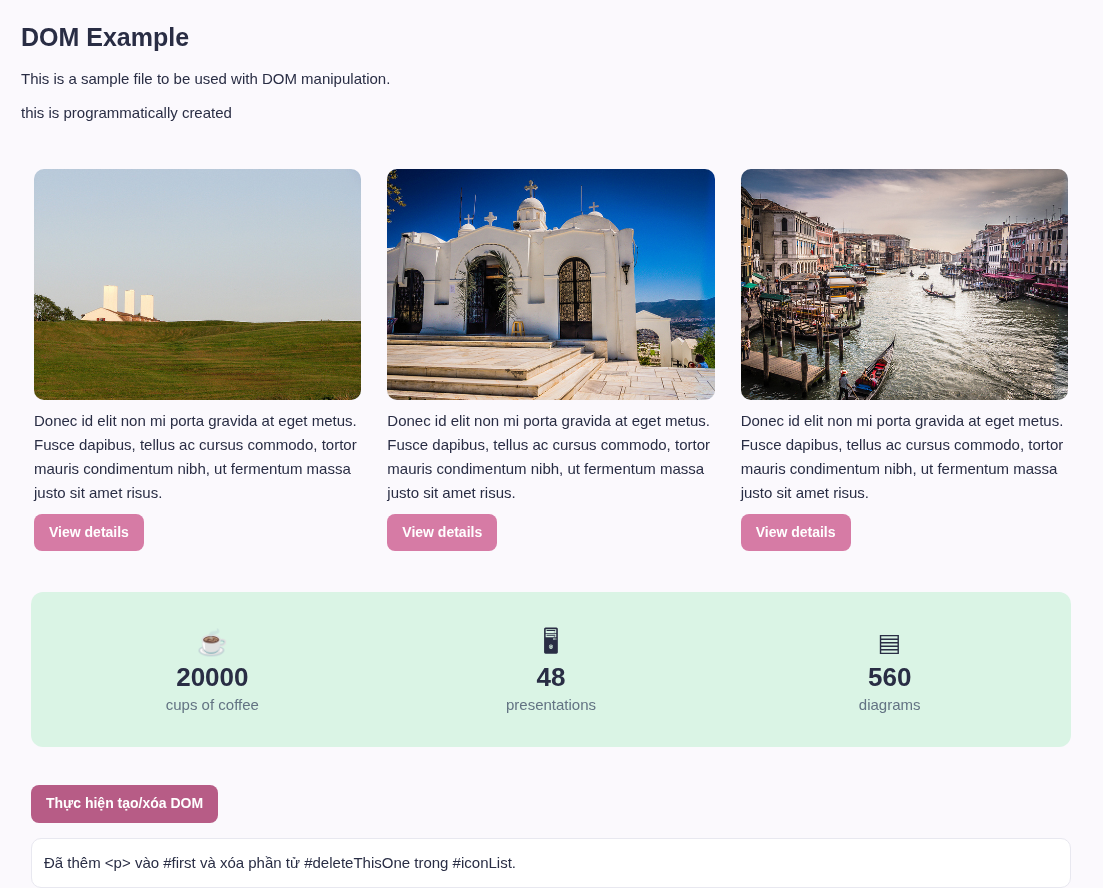 DOM Example
This is a sample file to be used with DOM manipulation.
this is programmatically created
Donec id elit non mi porta gravida at eget metus.
Fusce dapibus, tellus ac cursus commodo, tortor
mauris condimentum nibh, ut fermentum massa
justo sit amet risus.
View details
Donec id elit non mi porta gravida at eget metus.
Fusce dapibus, tellus ac cursus commodo, tortor
mauris condimentum nibh, ut fermentum massa
justo sit amet risus.
View details
Donec id elit non mi porta gravida at eget metus.
Fusce dapibus, tellus ac cursus commodo, tortor
mauris condimentum nibh, ut fermentum massa
justo sit amet risus.
View details
20000
cups of coffee
48
presentations
560
diagrams
Thực hiện tạo/xóa DOM
Đã thêm <p> vào #first và xóa phần tử #deleteThisOne trong #iconList.